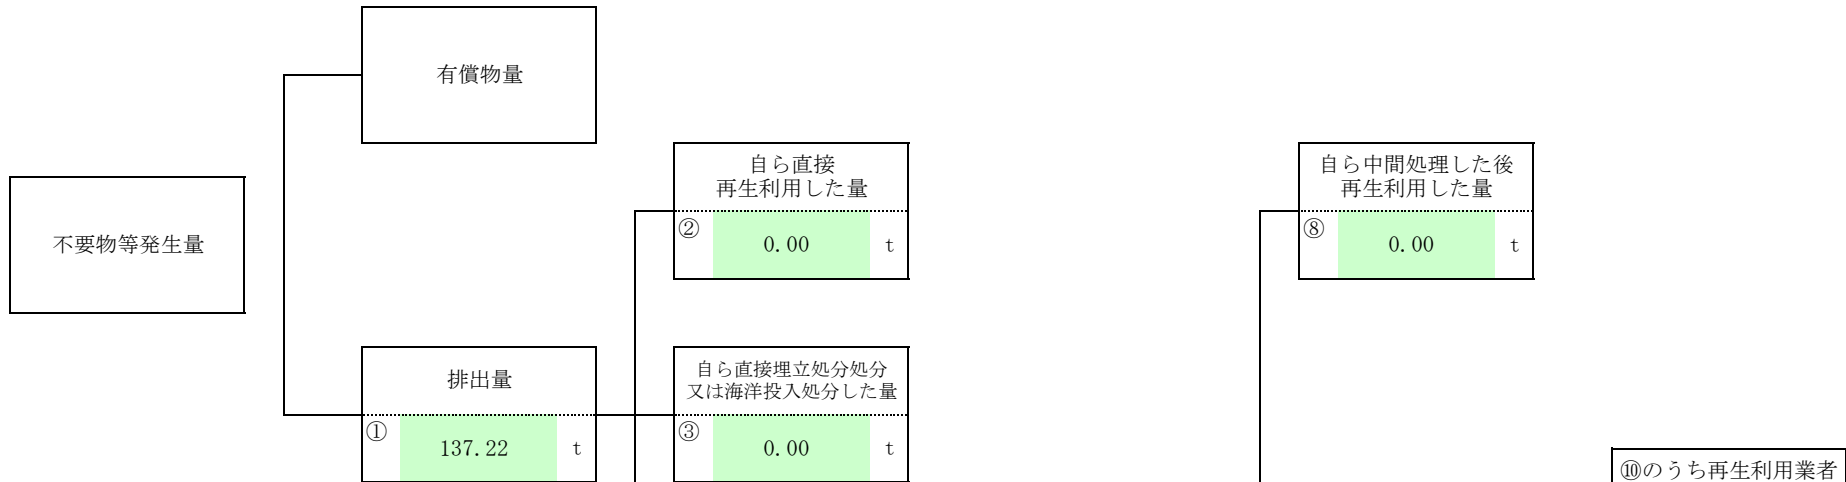 有償物量
自ら直接
再生利用した量
② 0.00 t
自ら中間処理した後
再生利用した量
⑧ 0.00 t
不要物等発生量
排出量
① 137.22 t
自ら直接埋立処分処分
又は海洋投入処分した量
③ 0.00 t
⑩のうち再生利用業者